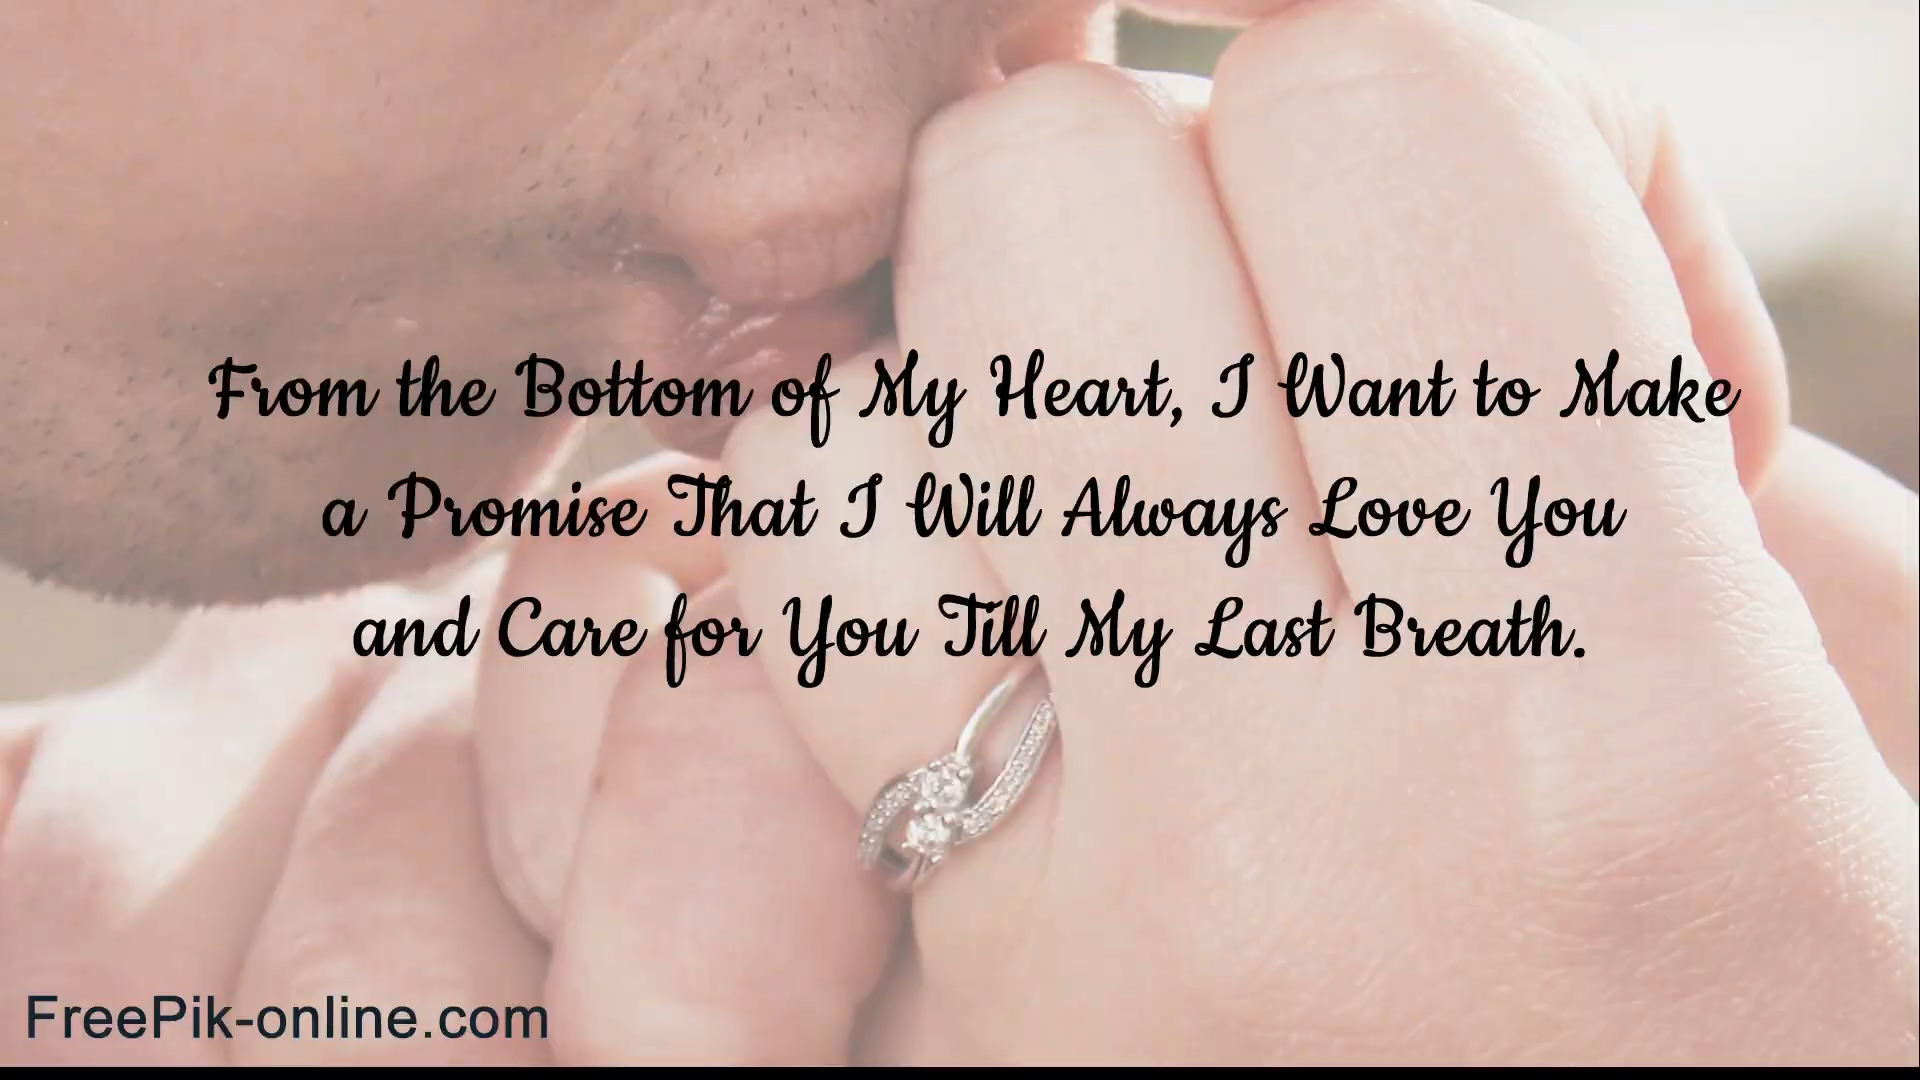 From the Bottom of My Heart, I Want to Make
a Promise That I Will Always Love You
and Care for You Till My Last Breath.
FreePik-online.com